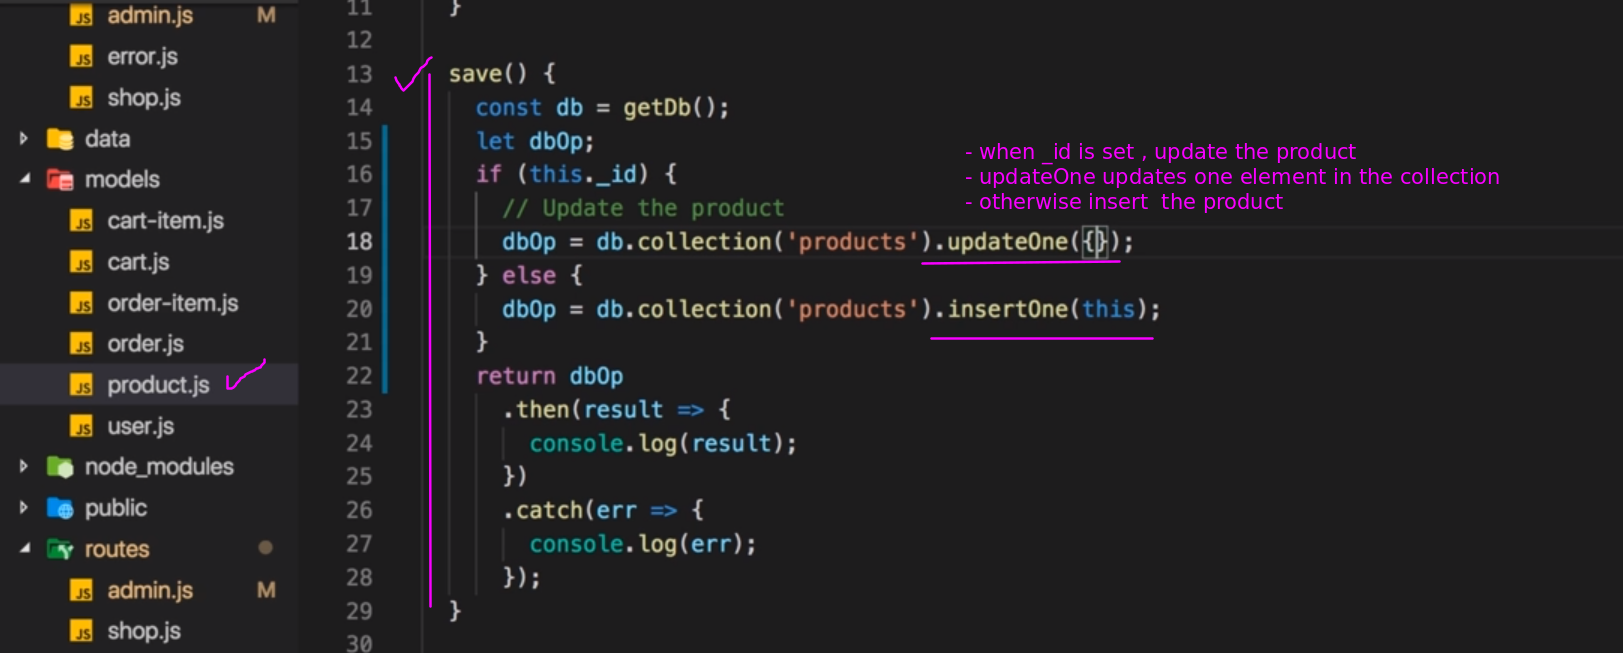 admin.js M
error.js
shop.js
data
models
cart-item.js
cart.js
order-item.js
order.js
product.js
user.js
node_modules
public
routes
admin.js M
shop.js
11 }
12
13 save() {
14 const db = getDb();
15 let dbOp;
16 if (this._id) {
17 // Update the product
18 dbOp = db.collection('products').updateOne({});
19 } else {
20 dbOp = db.collection('products').insertOne(this);
21 }
22 return dbOp
23 .then(result => {
24 console.log(result);
25 })
26 .catch(err => {
27 console.log(err);
28 });
29 }
30
- when _id is set , update the product
- updateOne updates one element in the collection
- otherwise insert  the product